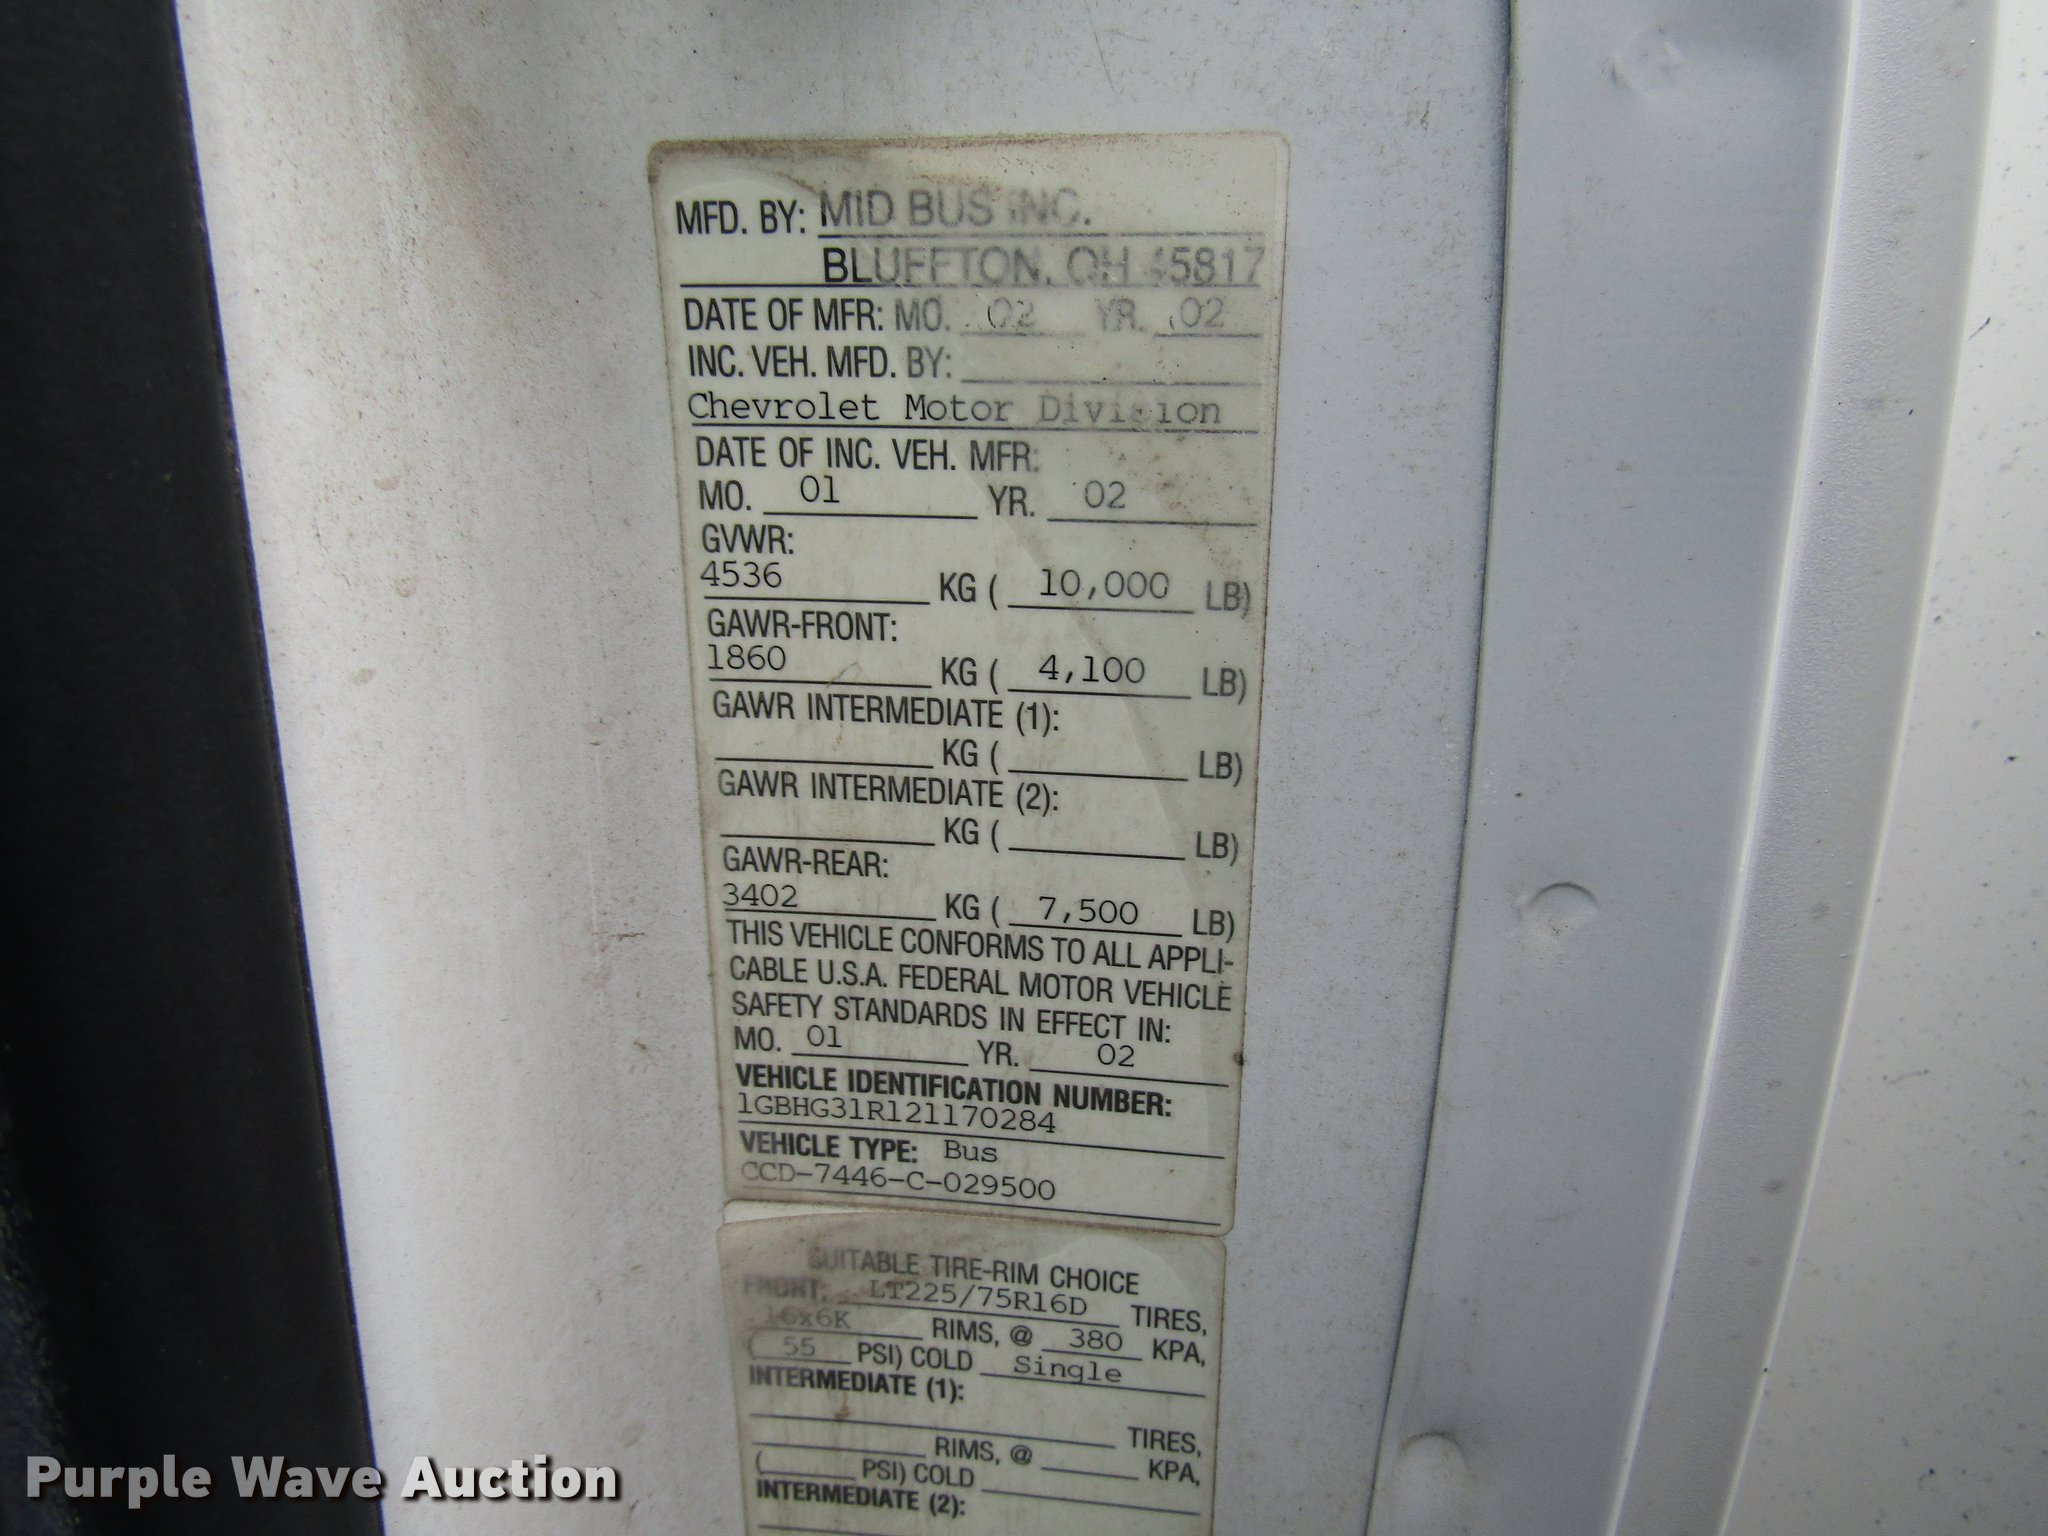 MFD. BY: MID BUS INC.
BLUFFTON, OH 45817
DATE OF MFR: MO. 02 YR. 02
INC. VEH. MFD. BY:
Chevrolet Motor Division
DATE OF INC. VEH. MFR:
MO. 01 YR. 02
GVWR:
4536 KG ( 10,000 LB)
GAWR-FRONT:
1860 KG ( 4,100 LB)
GAWR INTERMEDIATE (1):
KG ( LB)
GAWR INTERMEDIATE (2):
KG ( LB)
GAWR-REAR:
3402 KG ( 7,500 LB)
THIS VEHICLE CONFORMS TO ALL APPLI-
CABLE U.S.A. FEDERAL MOTOR VEHICLE
SAFETY STANDARDS IN EFFECT IN:
MO. 01 YR. 02
VEHICLE IDENTIFICATION NUMBER:
1GBHG31R121170284
VEHICLE TYPE: Bus
CCD-7446-C-029500
SUITABLE TIRE-RIM CHOICE
FRONT: LT225/75R16D TIRES,
16x6K RIMS, @ 380 KPA,
( 55 PSI) COLD Single
INTERMEDIATE (1):
TIRES,
RIMS, @ KPA,
( PSI) COLD
INTERMEDIATE (2):
Purple Wave Auction